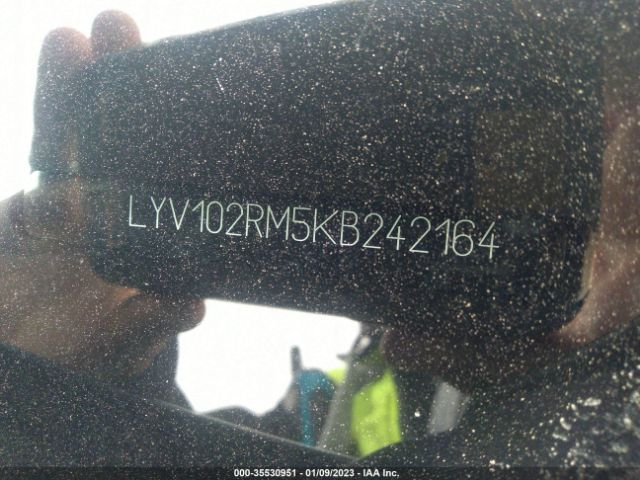 LYV102RM5KB242164
000-35530951 - 01/09/2023 - IAA Inc.